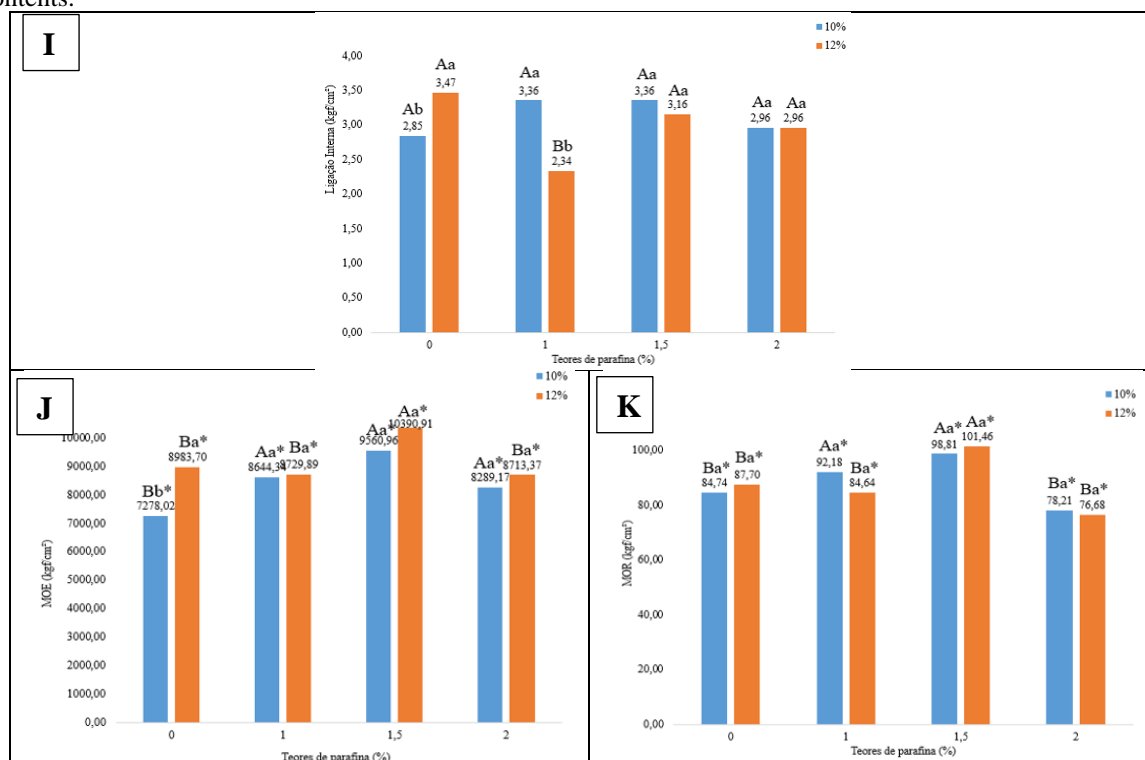 ontents.
I
10%
12%
Ligação Interna (kgf/cm²)
4,00
3,50
3,00
2,50
2,00
1,50
1,00
0,50
0,00
Ab Aa
2,85 3,47
Aa Bb
3,36 2,34
Aa Aa
3,36 3,16
Aa Aa
2,96 2,96
0 1 1,5 2
Teores de parafina (%)
J
10%
12%
MOE (kgf/cm²)
10000,00
9000,00
8000,00
7000,00
6000,00
5000,00
4000,00
3000,00
2000,00
1000,00
0,00
Bb* Ba*
7278,02 8983,70
Aa* Ba*
8644,34 8729,89
Aa* Aa*
9560,96 10390,91
Aa* Ba*
8289,17 8713,37
0 1 1,5 2
Teores de parafina (%)
K
10%
12%
MOR (kgf/cm²)
100,00
80,00
60,00
40,00
20,00
0,00
Ba* Ba*
84,74 87,70
Aa* Ba*
92,18 84,64
Aa* Aa*
98,81 101,46
Ba* Ba*
78,21 76,68
0 1 1,5 2
Teores de parafina (%)